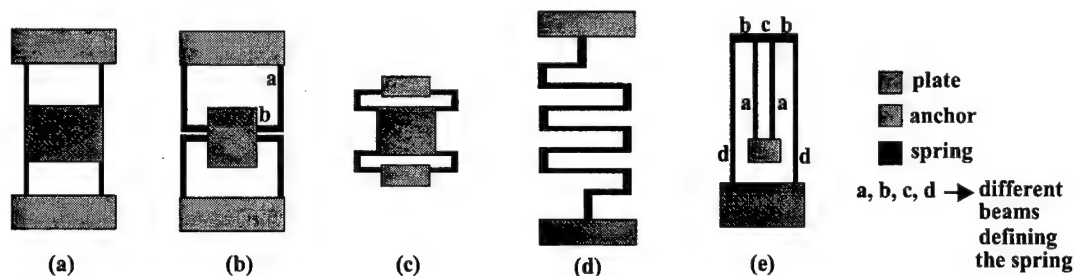 a
b
(a)
(b)
(c)
(d)
b c b
a a
d d
(e)
plate
anchor
spring
a, b, c, d → different
beams
defining
the spring